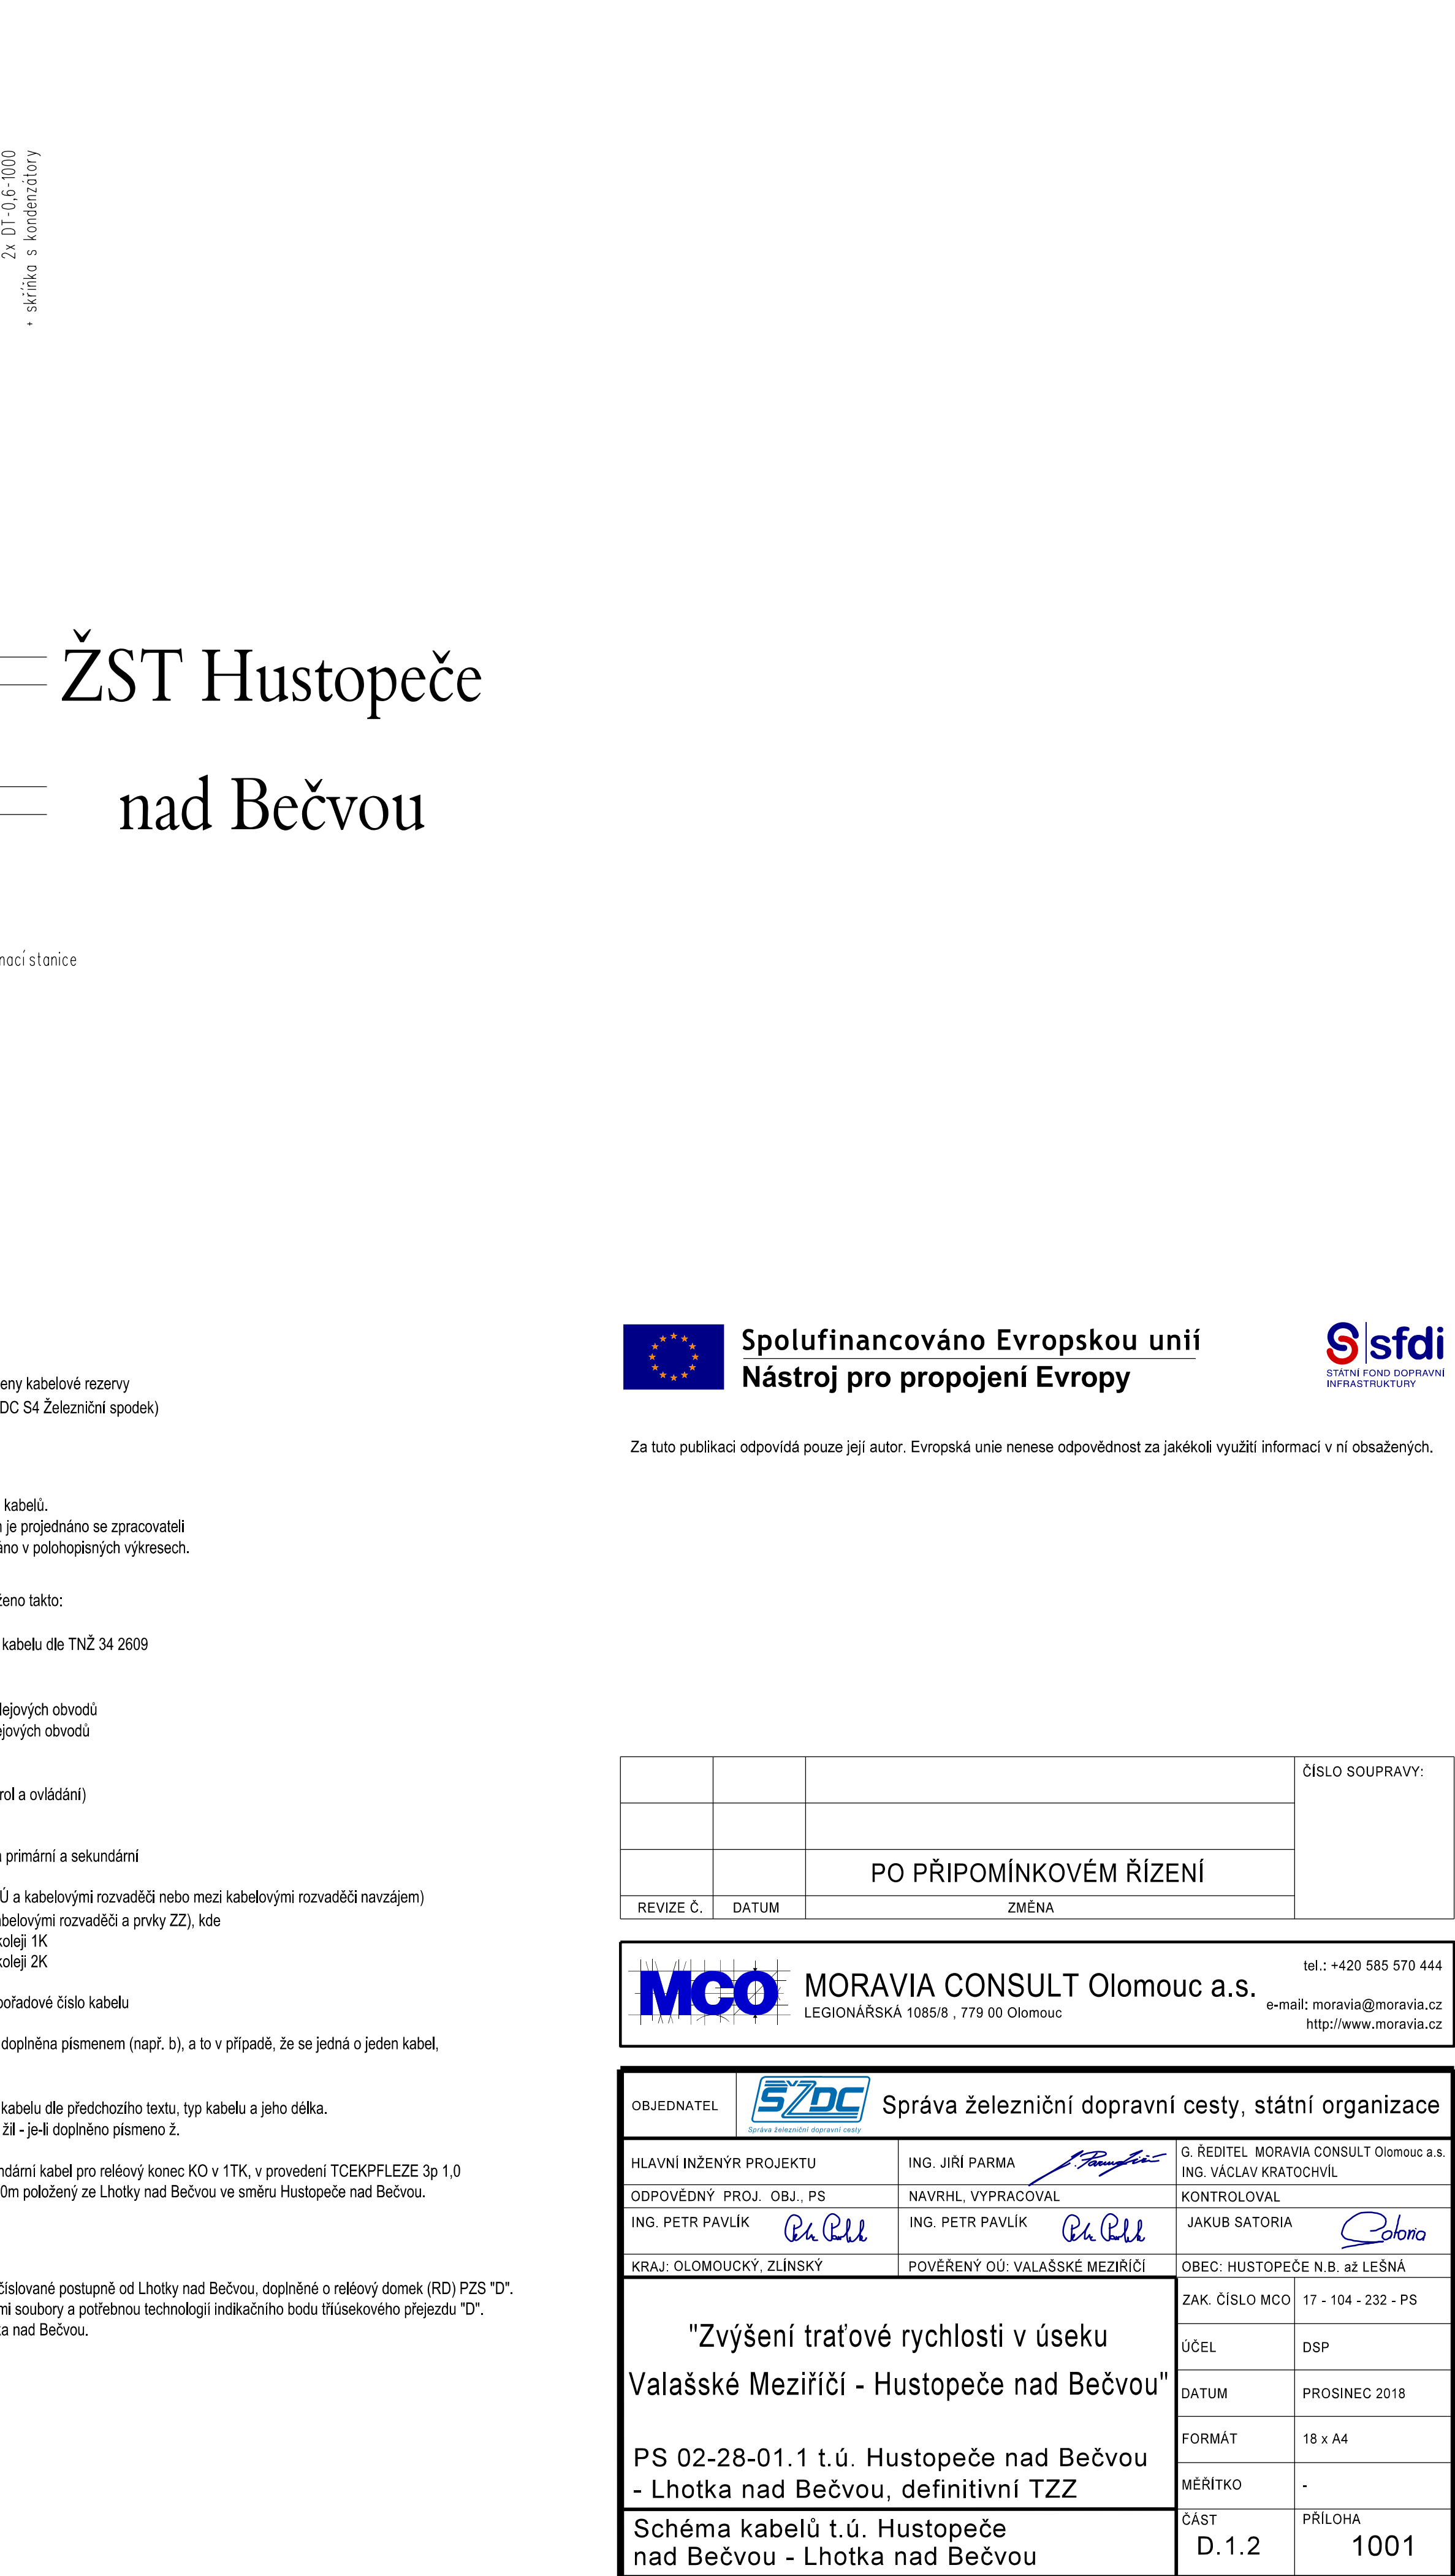 2x DT-0,6-1000
+ skříňka s kondenzátory
ŽST Hustopeče
nad Bečvou
stanice
kabelové rezervy
S4 Železniční spodek)
kabelů.
je projednáno se zpracovateli
v polohopisných výkresech.
takto:
kabelu dle TNŽ 34 2609
obvodů
obvodů
a ovládání)
primární a sekundární
a kabelovými rozvaděči nebo mezi kabelovými rozvaděči navzájem)
rozvaděči a prvky ZZ), kde
1K
2K
pořadové číslo kabelu
doplněna písmenem (např. b), a to v případě, že se jedná o jeden kabel,
kabelu dle předchozího textu, typ kabelu a jeho délka.
žil - je-li doplněno písmeno ž.
kabel pro reléový konec KO v 1TK, v provedení TCEKPFLEZE 3p 1,0
položený ze Lhotky nad Bečvou ve směru Hustopeče nad Bečvou.
číslované postupně od Lhotky nad Bečvou, doplněné o reléový domek (RD) PZS "D".
soubory a potřebnou technologií indikačního bodu tříúsekového přejezdu "D".
nad Bečvou.
Spolufinancováno Evropskou unií
Nástroj pro propojení Evropy
sfdi
STÁTNÍ FOND DOPRAVNÍ
INFRASTRUKTURY
Za tuto publikaci odpovídá pouze její autor. Evropská unie nenese odpovědnost za jakékoli využití informací v ní obsažených.
ČÍSLO SOUPRAVY:
PO PŘIPOMÍNKOVÉM ŘÍZENÍ
REVIZE Č. DATUM ZMĚNA
MCO
MORAVIA CONSULT Olomouc a.s.
LEGIONÁŘSKÁ 1085/8 , 779 00 Olomouc
tel.: +420 585 570 444
e-mail: moravia@moravia.cz
http://www.moravia.cz
OBJEDNATEL
SŽDC
Správa železniční dopravní cesty
Správa železniční dopravní cesty, státní organizace
HLAVNÍ INŽENÝR PROJEKTU
ING. JIŘÍ PARMA
G. ŘEDITEL MORAVIA CONSULT Olomouc a.s.
ING. VÁCLAV KRATOCHVÍL
ODPOVĚDNÝ PROJ. OBJ., PS
NAVRHL, VYPRACOVAL
KONTROLOVAL
ING. PETR PAVLÍK
ING. PETR PAVLÍK
JAKUB SATORIA
KRAJ: OLOMOUCKÝ, ZLÍNSKÝ
POVĚŘENÝ OÚ: VALAŠSKÉ MEZIŘÍČÍ
OBEC: HUSTOPEČE N.B. až LEŠNÁ
"Zvýšení traťové rychlosti v úseku
Valašské Meziříčí - Hustopeče nad Bečvou"
PS 02-28-01.1 t.ú. Hustopeče nad Bečvou
- Lhotka nad Bečvou, definitivní TZZ
Schéma kabelů t.ú. Hustopeče
nad Bečvou - Lhotka nad Bečvou
ZAK. ČÍSLO MCO 17 - 104 - 232 - PS
ÚČEL DSP
DATUM PROSINEC 2018
FORMÁT 18 x A4
MĚŘÍTKO -
ČÁST PŘÍLOHA
D.1.2 1001